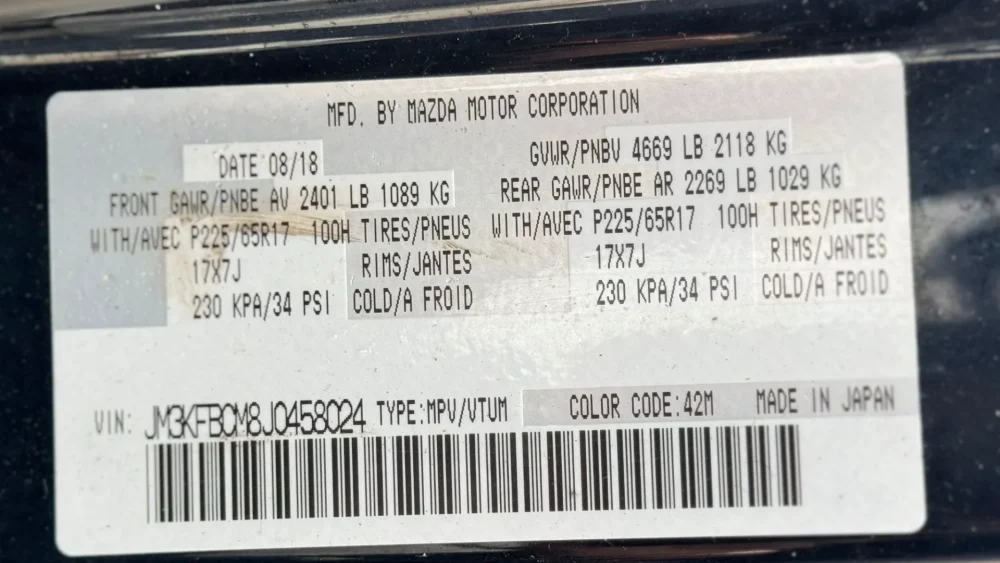 MFD. BY MAZDA MOTOR CORPORATION
DATE 08/18 GVWR/PNBV 4669 LB 2118 KG
FRONT GAWR/PNBE AV 2401 LB 1089 KG REAR GAWR/PNBE AR 2269 LB 1029 KG
WITH/AVEC P225/65R17 100H TIRES/PNEUS WITH/AVEC P225/65R17 100H TIRES/PNEUS
17X7J RIMS/JANTES 17X7J RIMS/JANTES
230 KPA/34 PSI COLD/A FROID 230 KPA/34 PSI COLD/A FROID
VIN: JM3KFBCM8J0458024 TYPE:MPV/VTUM COLOR CODE:42M MADE IN JAPAN